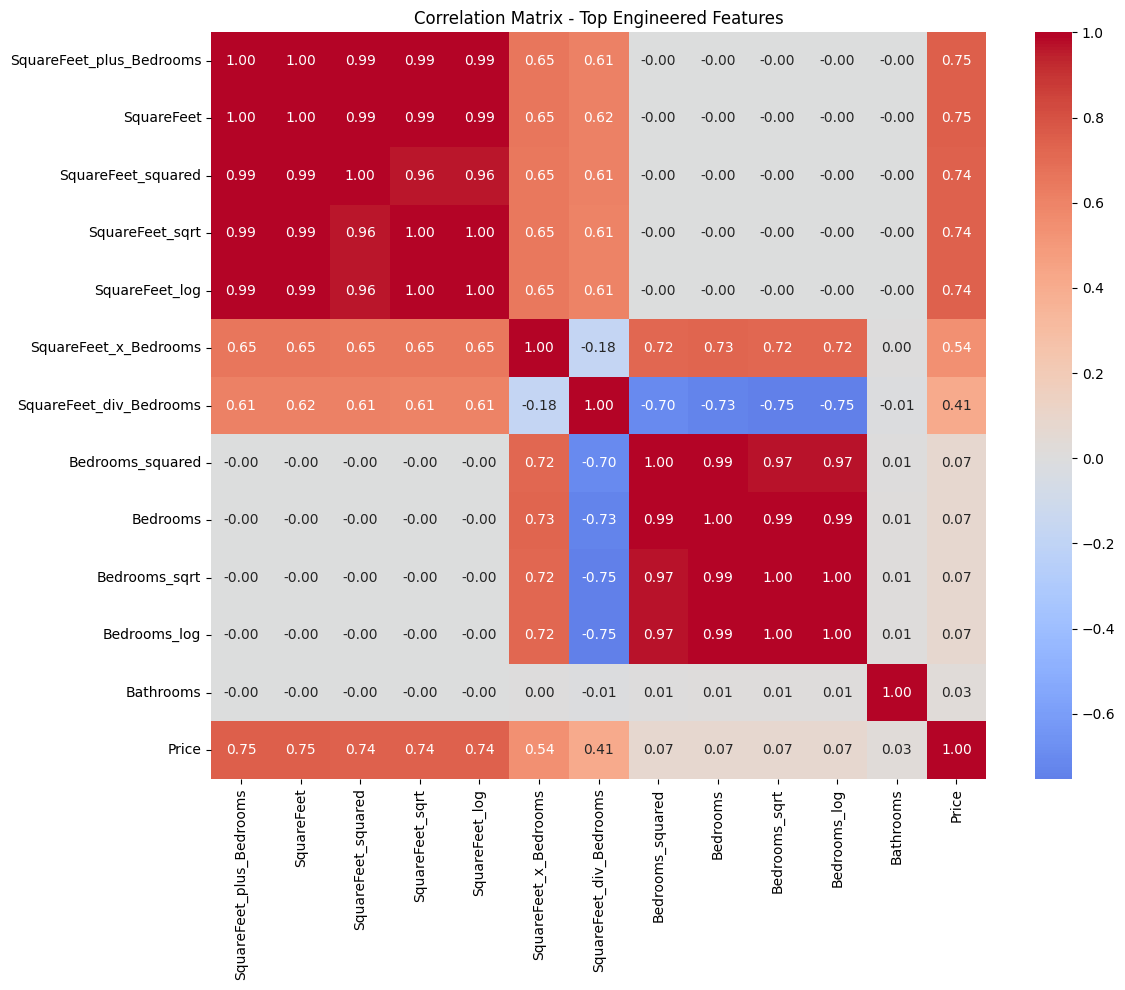 Correlation Matrix - Top Engineered Features
SquareFeet_plus_Bedrooms 1.00 1.00 0.99 0.99 0.99 0.65 0.61 -0.00 -0.00 -0.00 -0.00 -0.00 0.75
SquareFeet 1.00 1.00 0.99 0.99 0.99 0.65 0.62 -0.00 -0.00 -0.00 -0.00 -0.00 0.75
SquareFeet_squared 0.99 0.99 1.00 0.96 0.96 0.65 0.61 -0.00 -0.00 -0.00 -0.00 -0.00 0.74
SquareFeet_sqrt 0.99 0.99 0.96 1.00 1.00 0.65 0.61 -0.00 -0.00 -0.00 -0.00 -0.00 0.74
SquareFeet_log 0.99 0.99 0.96 1.00 1.00 0.65 0.61 -0.00 -0.00 -0.00 -0.00 -0.00 0.74
SquareFeet_x_Bedrooms 0.65 0.65 0.65 0.65 0.65 1.00 -0.18 0.72 0.73 0.72 0.72 0.00 0.54
SquareFeet_div_Bedrooms 0.61 0.62 0.61 0.61 0.61 -0.18 1.00 -0.70 -0.73 -0.75 -0.75 -0.01 0.41
Bedrooms_squared -0.00 -0.00 -0.00 -0.00 -0.00 0.72 -0.70 1.00 0.99 0.97 0.97 0.01 0.07
Bedrooms -0.00 -0.00 -0.00 -0.00 -0.00 0.73 -0.73 0.99 1.00 0.99 0.99 0.01 0.07
Bedrooms_sqrt -0.00 -0.00 -0.00 -0.00 -0.00 0.72 -0.75 0.97 0.99 1.00 1.00 0.01 0.07
Bedrooms_log -0.00 -0.00 -0.00 -0.00 -0.00 0.72 -0.75 0.97 0.99 1.00 1.00 0.01 0.07
Bathrooms -0.00 -0.00 -0.00 -0.00 -0.00 0.00 -0.01 0.01 0.01 0.01 0.01 1.00 0.03
Price 0.75 0.75 0.74 0.74 0.74 0.54 0.41 0.07 0.07 0.07 0.07 0.03 1.00
SquareFeet_plus_Bedrooms
SquareFeet
SquareFeet_squared
SquareFeet_sqrt
SquareFeet_log
SquareFeet_x_Bedrooms
SquareFeet_div_Bedrooms
Bedrooms_squared
Bedrooms
Bedrooms_sqrt
Bedrooms_log
Bathrooms
Price
1.0
0.8
0.6
0.4
0.2
0.0
−0.2
−0.4
−0.6